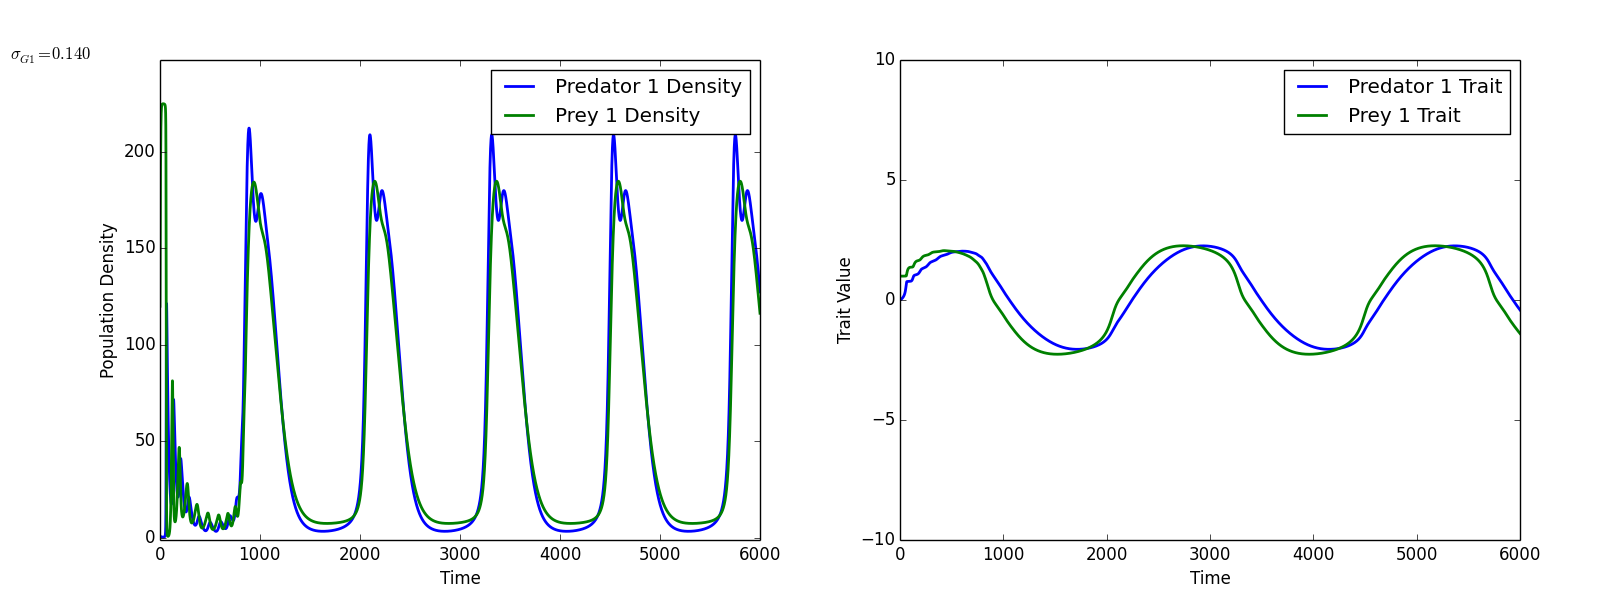 σG1=0.140
Predator 1 Density
Prey 1 Density
Population Density
200
150
100
50
0
0 1000 2000 3000 4000 5000 6000
Time
Predator 1 Trait
Prey 1 Trait
Trait Value
10
5
0
−5
−10
0 1000 2000 3000 4000 5000 6000
Time